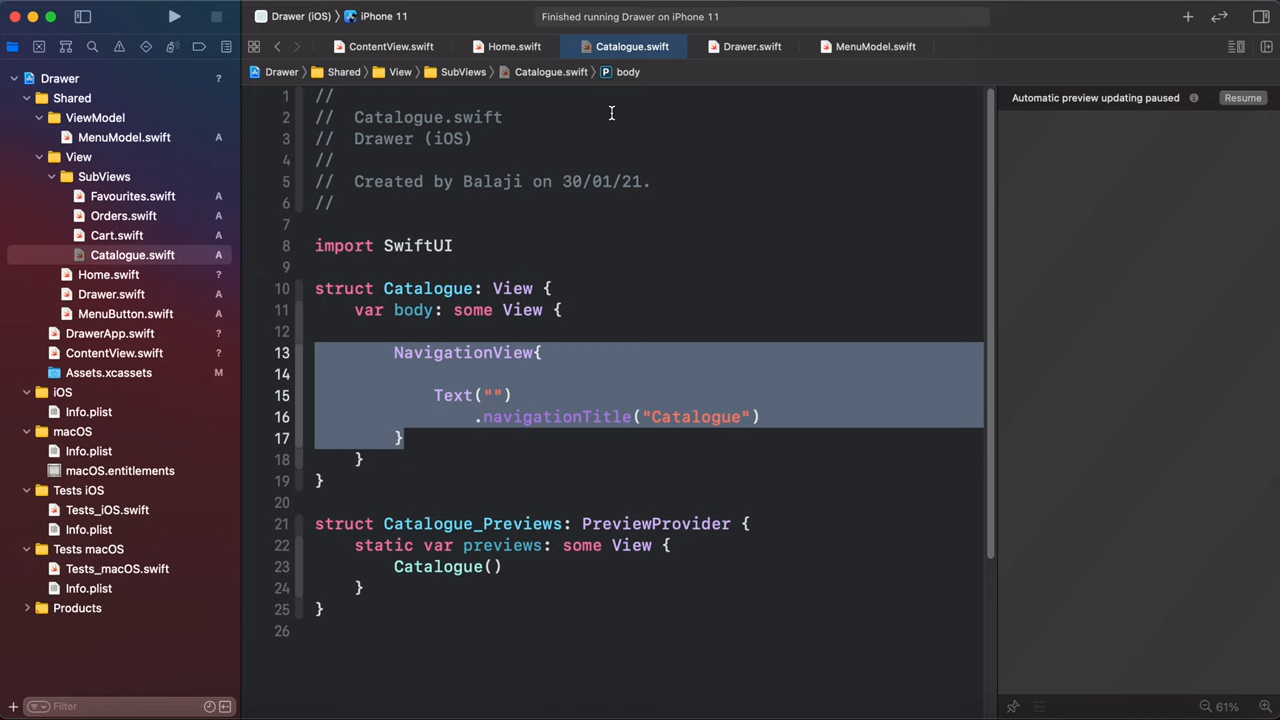 Drawer (iOS) 〉 iPhone 11
Finished running Drawer on iPhone 11
ContentView.swift
Home.swift
Catalogue.swift
Drawer.swift
MenuModel.swift
Drawer 〉 Shared 〉 View 〉 SubViews 〉 Catalogue.swift 〉 P body
Drawer ?
Shared
ViewModel
MenuModel.swift A
View
SubViews
Favourites.swift A
Orders.swift A
Cart.swift A
Catalogue.swift A
Home.swift ?
Drawer.swift A
MenuButton.swift A
DrawerApp.swift ?
ContentView.swift ?
Assets.xcassets M
iOS
Info.plist
macOS
Info.plist
macOS.entitlements
Tests iOS
Tests_iOS.swift
Info.plist
Tests macOS
Tests_macOS.swift
Info.plist
Products
Filter
1 //
2 //  Catalogue.swift
3 //  Drawer (iOS)
4 //
5 //  Created by Balaji on 30/01/21.
6 //
7
8 import SwiftUI
9
10 struct Catalogue: View {
11     var body: some View {
12
13         NavigationView{
14
15             Text("")
16                 .navigationTitle("Catalogue")
17         }
18     }
19 }
20
21 struct Catalogue_Previews: PreviewProvider {
22     static var previews: some View {
23         Catalogue()
24     }
25 }
26
Automatic preview updating paused
Resume
61%